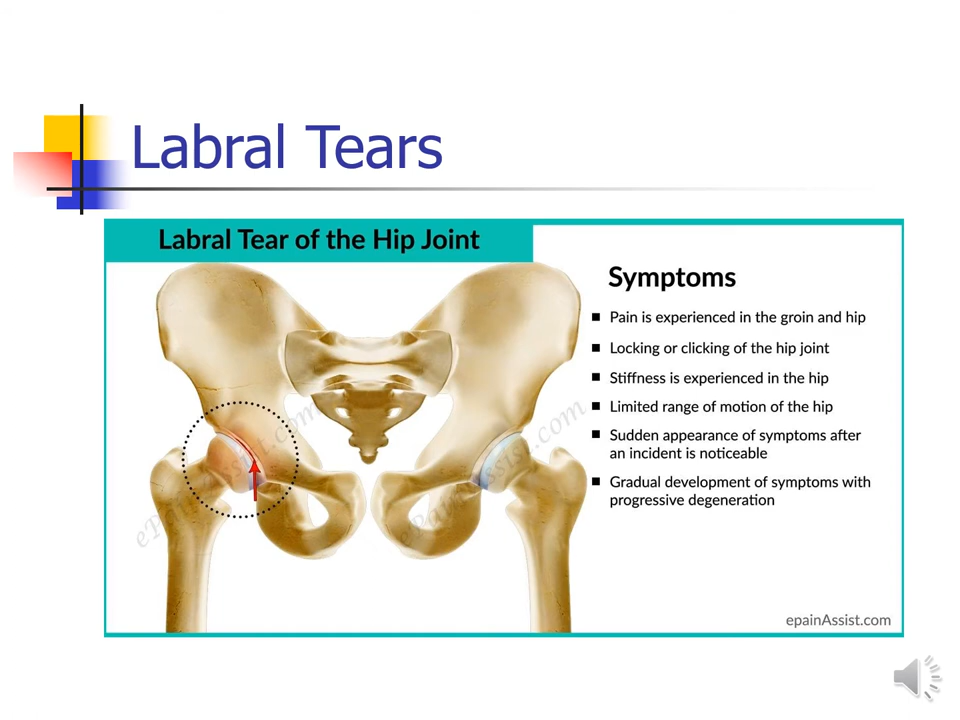 Labral Tears
Labral Tear of the Hip Joint
Symptoms
Pain is experienced in the groin and hip
Locking or clicking of the hip joint
Stiffness is experienced in the hip
Limited range of motion of the hip
Sudden appearance of symptoms after
an incident is noticeable
Gradual development of symptoms with
progressive degeneration
ePainAssist.com
ePainAssist.com
epainAssist.com